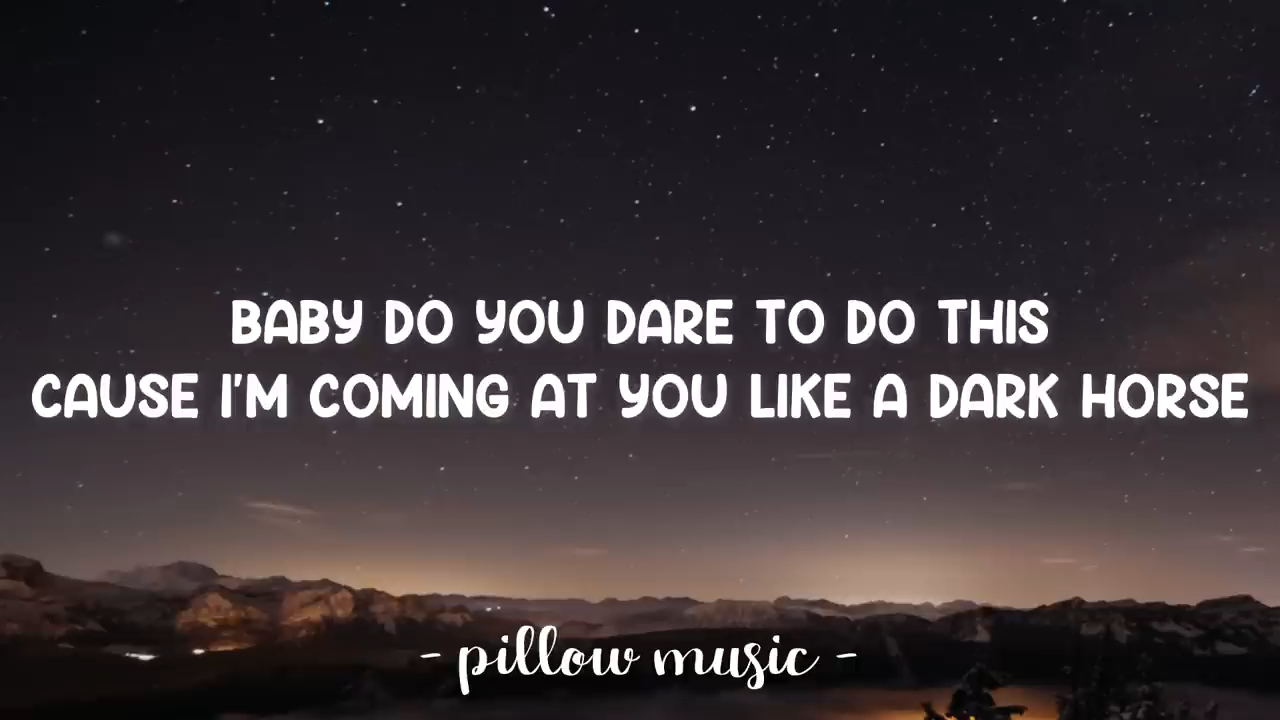 BABY DO YOU DARE TO DO THIS
CAUSE I'M COMING AT YOU LIKE A DARK HORSE
- pillow music -